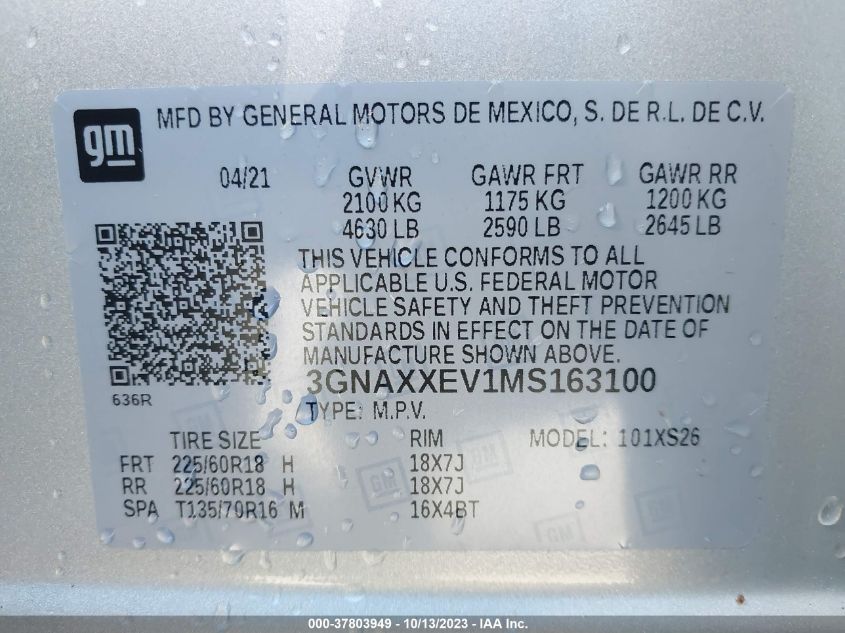 gm
MFD BY GENERAL MOTORS DE MEXICO, S. DE R.L. DE C.V.
04/21 GVWR GAWR FRT GAWR RR
2100 KG 1175 KG 1200 KG
4630 LB 2590 LB 2645 LB
THIS VEHICLE CONFORMS TO ALL
APPLICABLE U.S. FEDERAL MOTOR
VEHICLE SAFETY AND THEFT PREVENTION
STANDARDS IN EFFECT ON THE DATE OF
MANUFACTURE SHOWN ABOVE.
3GNAXXEV1MS163100
636R
TYPE: M.P.V.
TIRE SIZE RIM MODEL: 101XS26
FRT 225/60R18 H 18X7J
RR 225/60R18 H 18X7J
SPA T135/70R16 M 16X4BT
GM GM GM GM
000-37803949 - 10/13/2023 - IAA Inc.